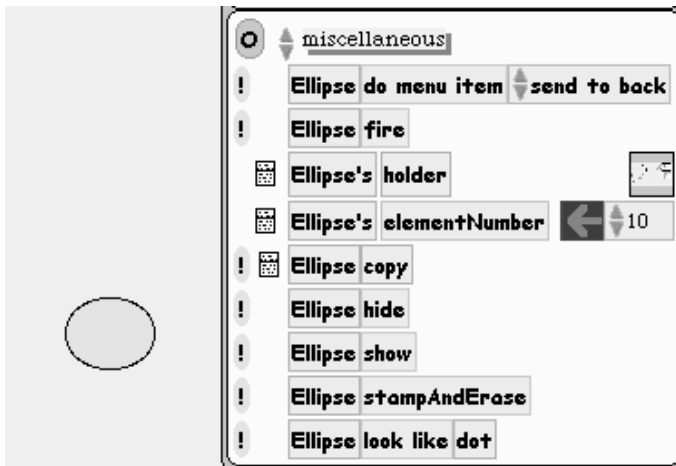 O miscellaneous
! Ellipse do menu item send to back
! Ellipse fire
Ellipse's holder
Ellipse's elementNumber 10
! Ellipse copy
! Ellipse hide
! Ellipse show
! Ellipse stampAndErase
! Ellipse look like dot